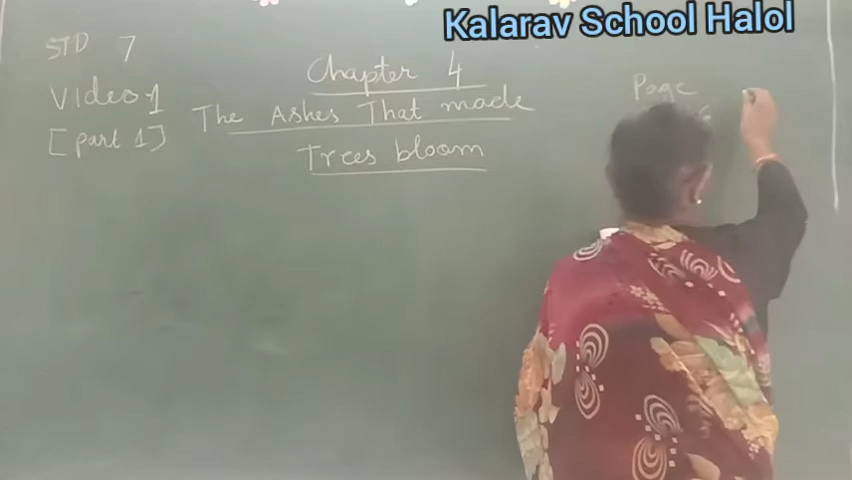 Kalarav School Halol
STD 7
Video-1
[part 1]
Chapter 4
The Ashes That made
Trees bloom
Page